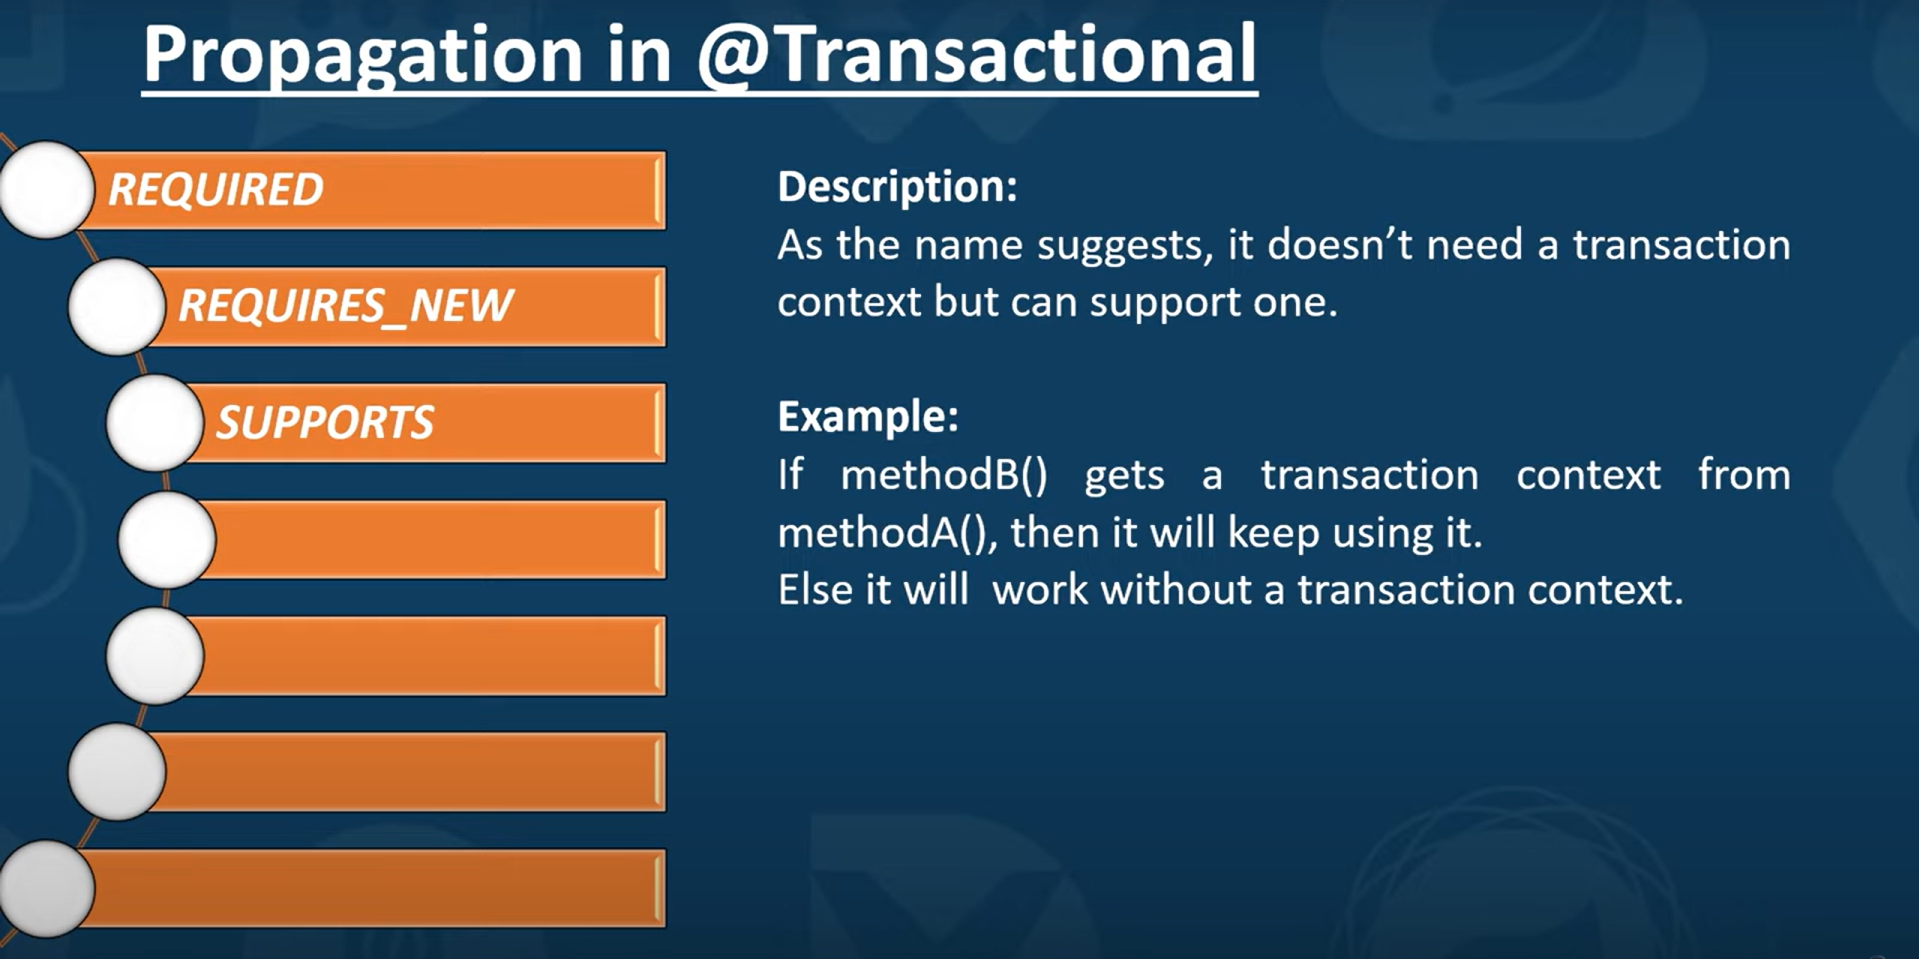 Propagation in @Transactional
REQUIRED
REQUIRES_NEW
SUPPORTS
Description:
As the name suggests, it doesn’t need a transaction
context but can support one.
Example:
If methodB() gets a transaction context from
methodA(), then it will keep using it.
Else it will  work without a transaction context.